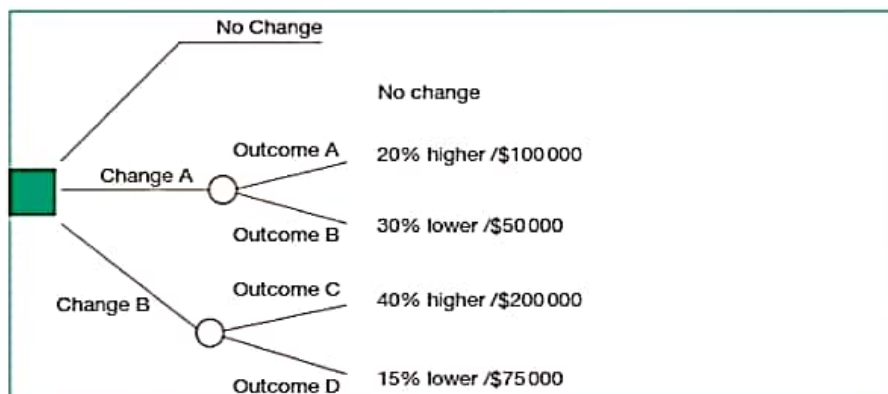 No Change
No change
Outcome A
20% higher /$100 000
Change A
Outcome B
30% lower /$50 000
Outcome C
40% higher /$200 000
Change B
Outcome D
15% lower /$75 000